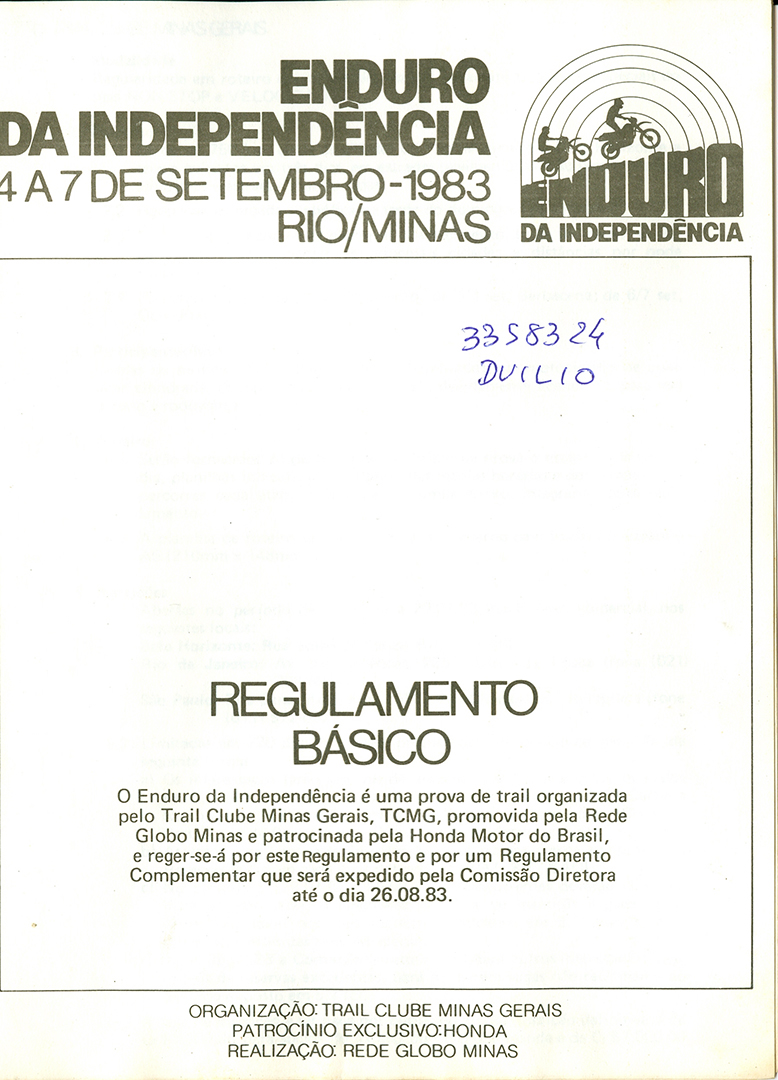 ENDURO
DA INDEPENDÊNCIA
4 A 7 DE SETEMBRO-1983
RIO/MINAS
ENDURO
DA INDEPENDÊNCIA
3358324
DUILIO
REGULAMENTO
BÁSICO
O Enduro da Independência é uma prova de trail organizada
pelo Trail Clube Minas Gerais, TCMG, promovida pela Rede
Globo Minas e patrocinada pela Honda Motor do Brasil,
e reger-se-á por este Regulamento e por um Regulamento
Complementar que será expedido pela Comissão Diretora
até o dia 26.08.83.
ORGANIZAÇÃO: TRAIL CLUBE MINAS GERAIS
PATROCÍNIO EXCLUSIVO:HONDA
REALIZAÇÃO: REDE GLOBO MINAS